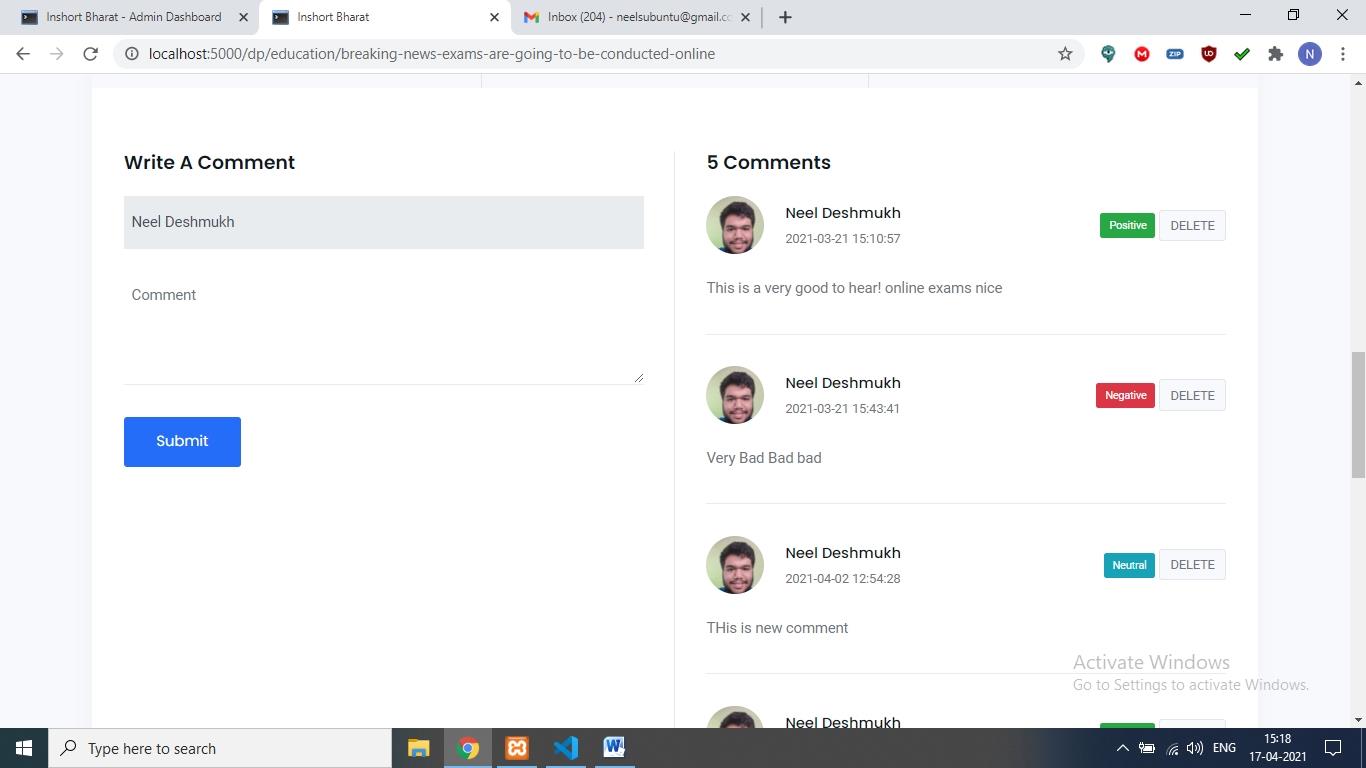 Inshort Bharat - Admin Dashboard
Inshort Bharat
Inbox (204) - neelsubuntu@gmail.cc
localhost:5000/dp/education/breaking-news-exams-are-going-to-be-conducted-online
ZIP
N
Write A Comment
Neel Deshmukh
Comment
Submit
5 Comments
Neel Deshmukh
2021-03-21 15:10:57
Positive
DELETE
This is a very good to hear! online exams nice
Neel Deshmukh
2021-03-21 15:43:41
Negative
DELETE
Very Bad Bad bad
Neel Deshmukh
2021-04-02 12:54:28
Neutral
DELETE
THis is new comment
Neel Deshmukh
Activate Windows
Go to Settings to activate Windows.
Type here to search
ENG
15:18
17-04-2021